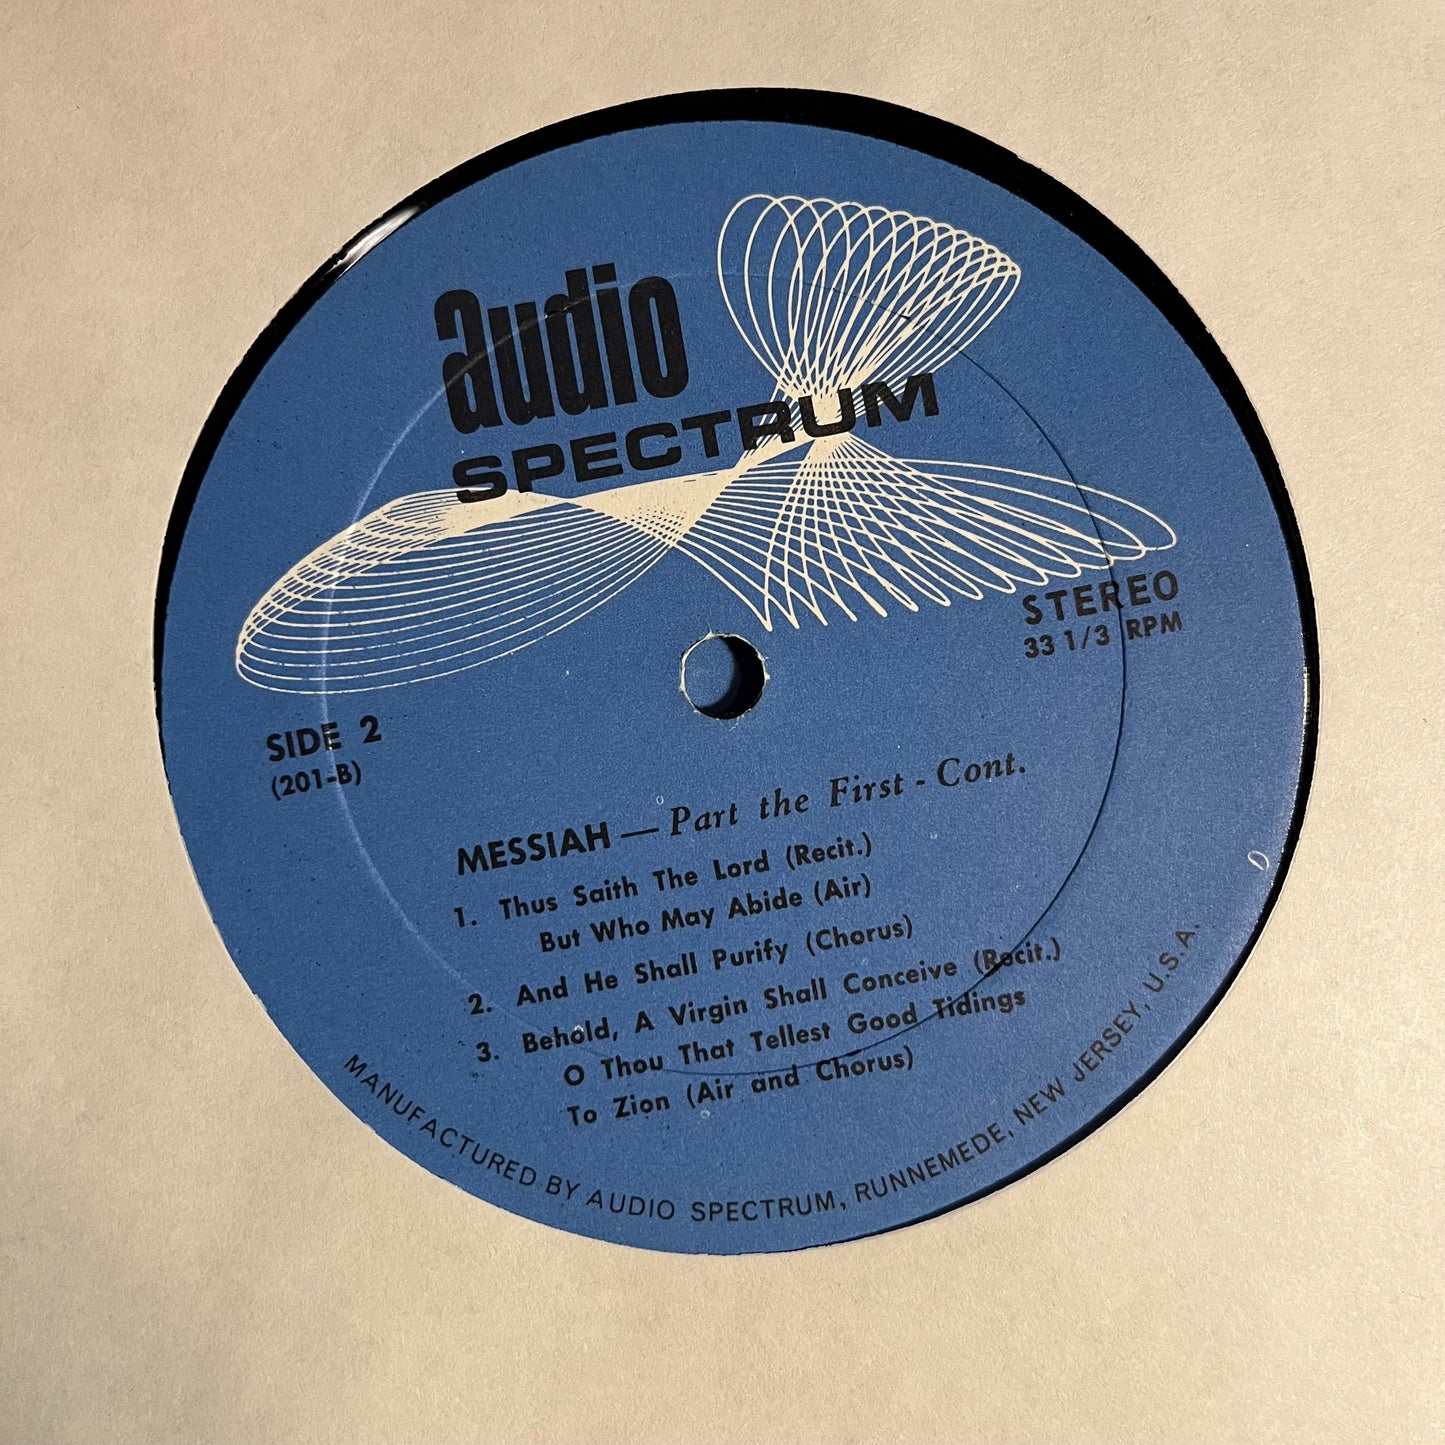 audio
SPECTRUM
STEREO
33 1/3 RPM
SIDE 2
(201-B)
MESSIAH — Part the First - Cont.
1. Thus Saith The Lord (Recit.)
But Who May Abide (Air)
2. And He Shall Purify (Chorus)
3. Behold, A Virgin Shall Conceive (Recit.)
O Thou That Tellest Good Tidings
To Zion (Air and Chorus)
MANUFACTURED BY AUDIO SPECTRUM, RUNNEMEDE, NEW JERSEY, U.S.A.
D